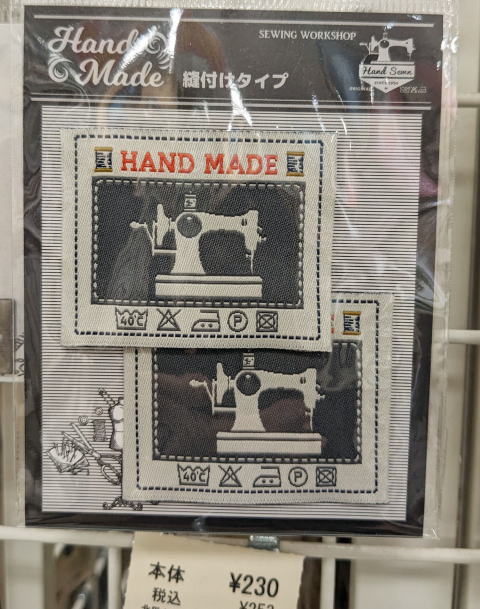 Hand Made
縫付けタイプ
SEWING WORKSHOP
Hand Sewn
HAND MADE
40℃
P
40℃
P
本体 ¥230
税込